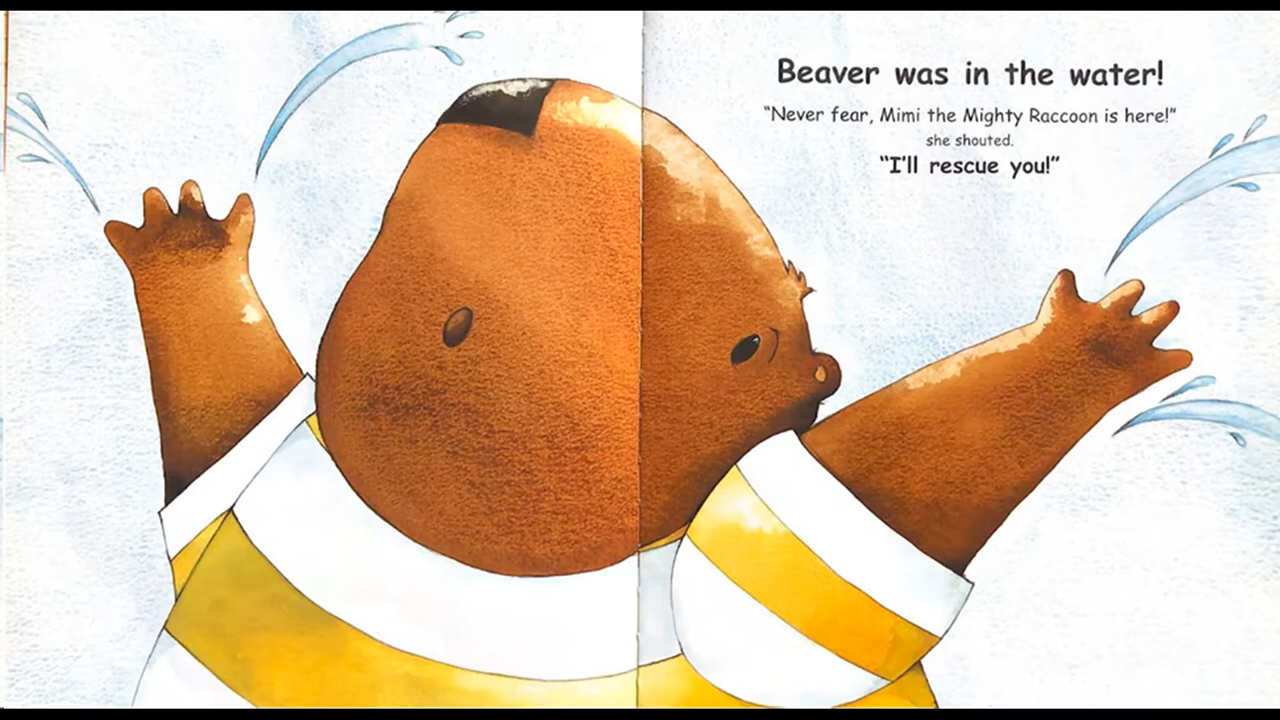 Beaver was in the water!
“Never fear, Mimi the Mighty Raccoon is here!”
she shouted.
“I’ll rescue you!”